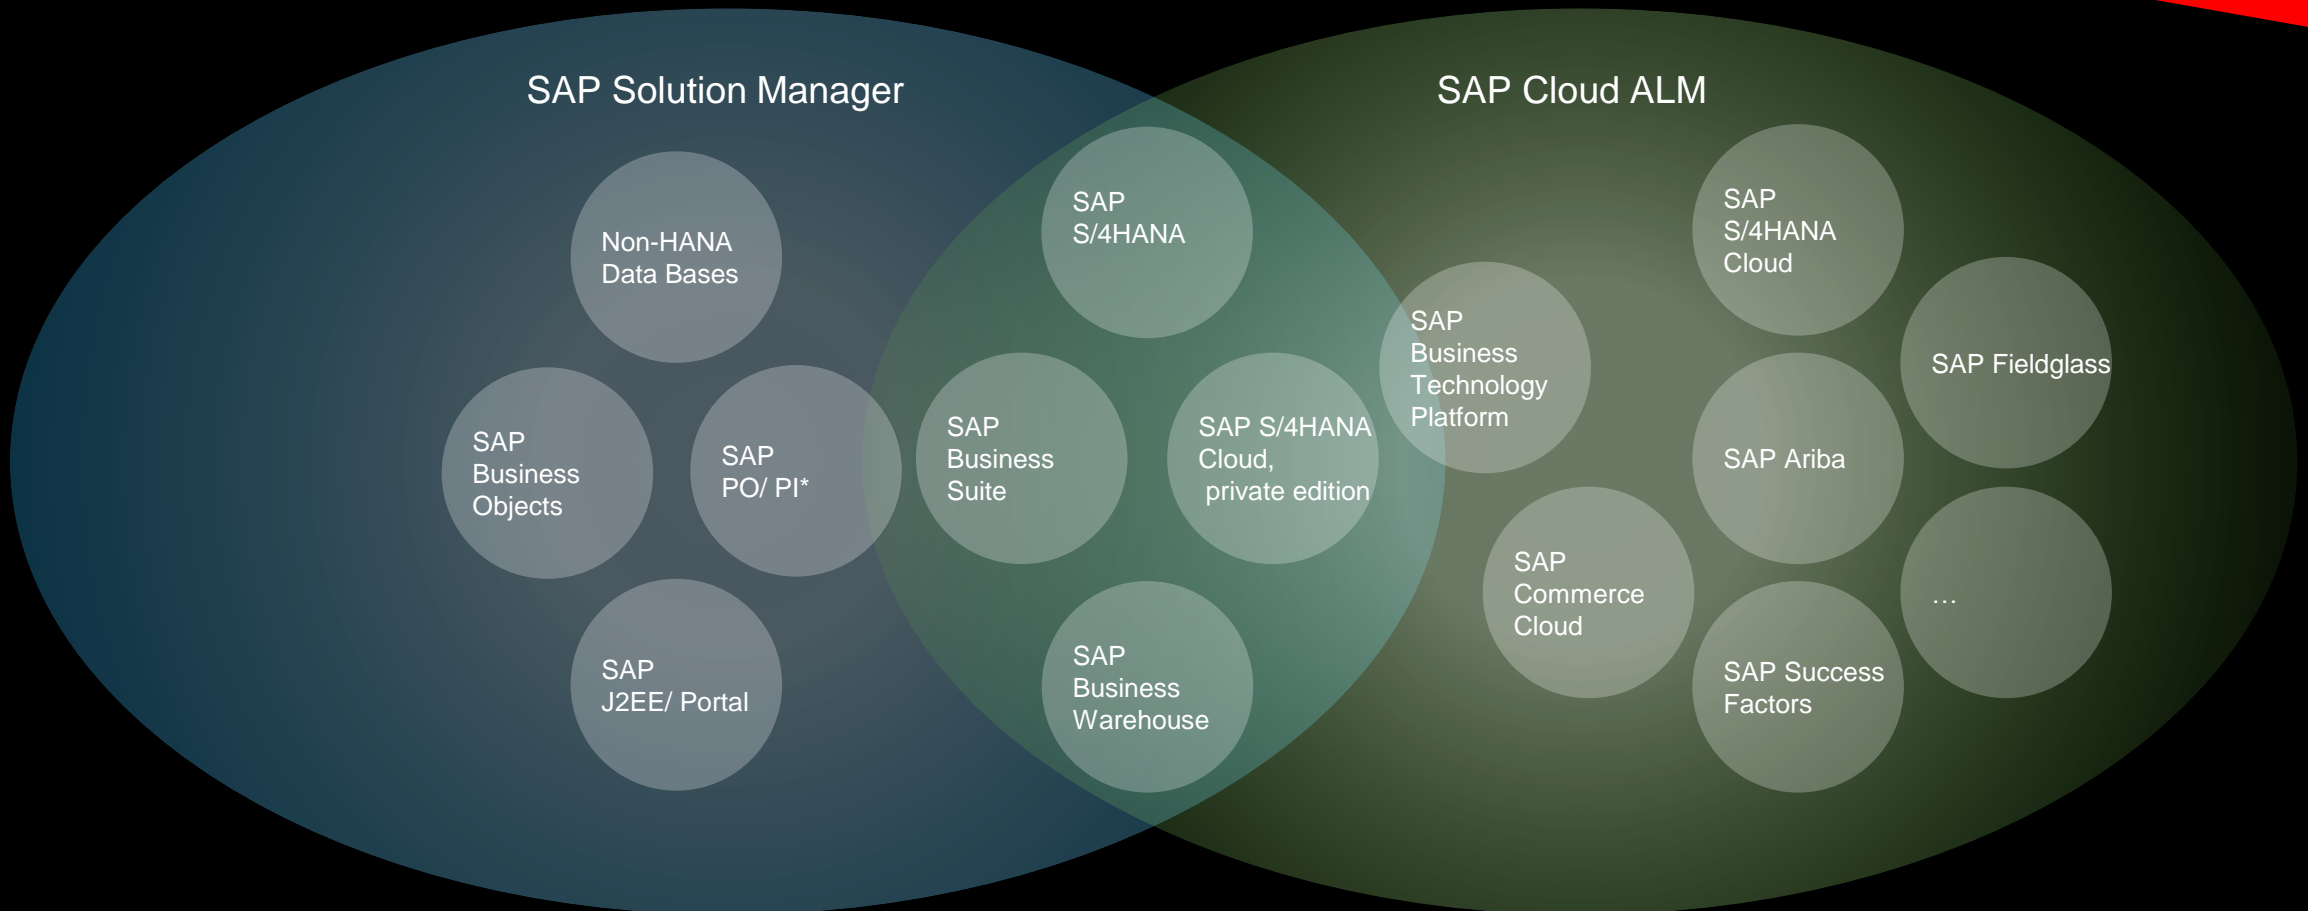 SAP Solution Manager
SAP Cloud ALM
Non-HANA
Data Bases
SAP
Business
Objects
SAP
PO/ PI*
SAP
J2EE/ Portal
SAP
S/4HANA
SAP
Business
Suite
SAP S/4HANA
Cloud,
private edition
SAP
Business
Warehouse
SAP
Business
Technology
Platform
SAP
S/4HANA
Cloud
SAP Fieldglass
SAP Ariba
SAP
Commerce
Cloud
…
SAP Success
Factors